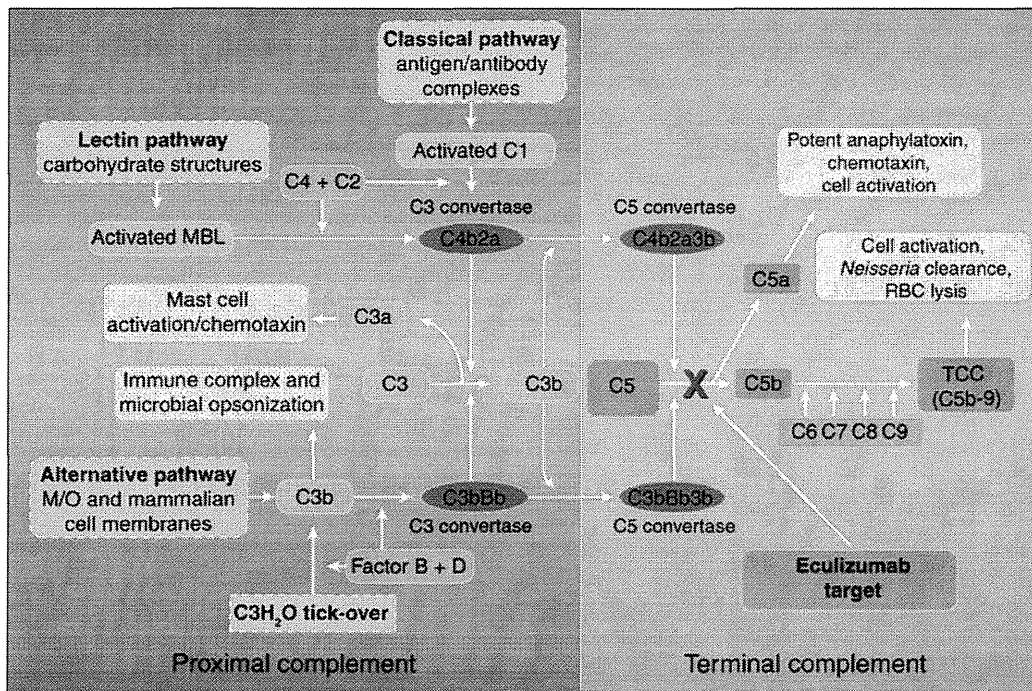 Classical pathway
antigen/antibody
complexes
Lectin pathway
carbohydrate structures
Activated C1
C4 + C2
C3 convertase
Activated MBL
C4b2a
C5 convertase
C4b2a3b
Potent anaphylatoxin,
chemotaxin,
cell activation
Cell activation,
Neisseria clearance,
RBC lysis
C5a
Mast cell
activation/chemotaxin
C3a
C3
C3b
C5
X
C5b
TCC
(C5b-9)
C6 C7 C8 C9
Immune complex and
microbial opsonization
Alternative pathway
M/O and mammalian
cell membranes
C3b
C3bBb
C3 convertase
C3bBb3b
C5 convertase
Factor B + D
C3H₂O tick-over
Eculizumab
target
Proximal complement
Terminal complement